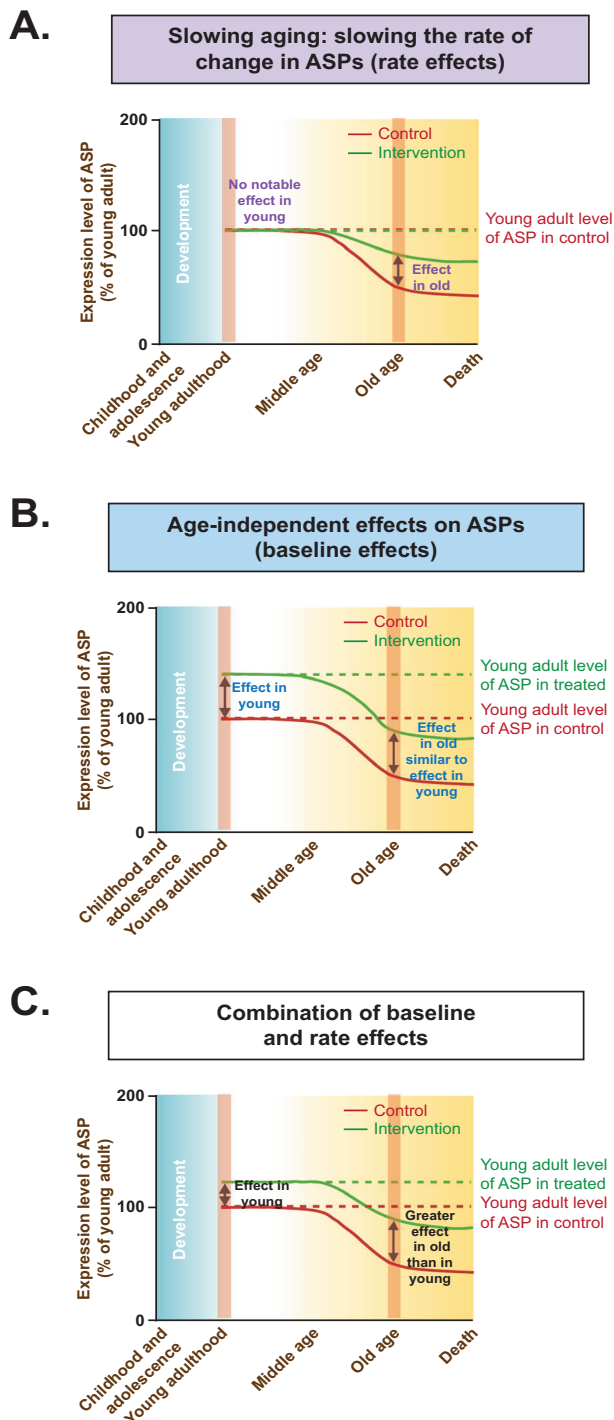 A.
Slowing aging: slowing the rate of
change in ASPs (rate effects)
Expression level of ASP
(% of young adult)
200
100
0
Development
Control
Intervention
No notable
effect in
young
Effect
in old
Young adult level
of ASP in control
Childhood and
adolescence
Young adulthood
Middle age
Old age
Death
B.
Age-independent effects on ASPs
(baseline effects)
Expression level of ASP
(% of young adult)
200
100
0
Development
Control
Intervention
Effect in
young
Effect
in old
similar to
effect in
young
Young adult level
of ASP in treated
Young adult level
of ASP in control
Childhood and
adolescence
Young adulthood
Middle age
Old age
Death
C.
Combination of baseline
and rate effects
Expression level of ASP
(% of young adult)
200
100
0
Development
Control
Intervention
Effect in
young
Greater
effect
in old
than in
young
Young adult level
of ASP in treated
Young adult level
of ASP in control
Childhood and
adolescence
Young adulthood
Middle age
Old age
Death